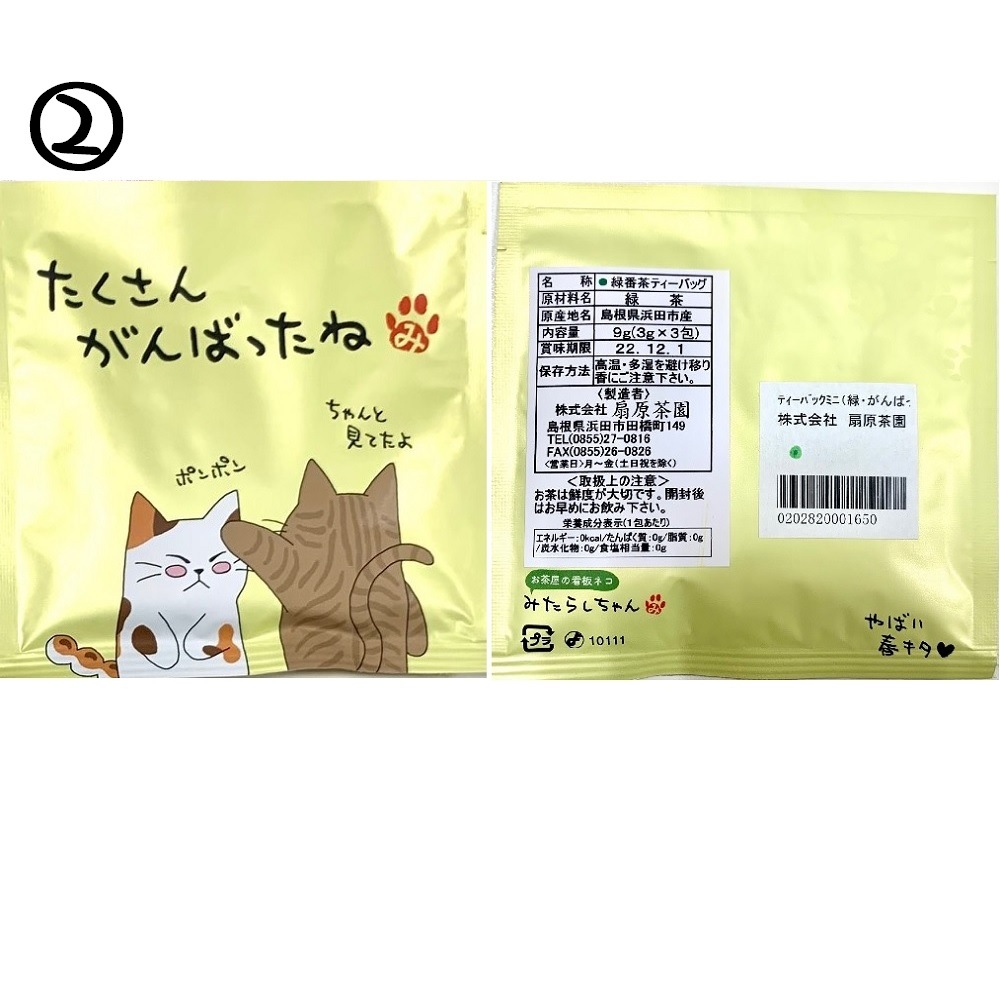 ②
たくさん
がんばったね
み
ちゃんと
見てたよ
ポンポン
名　称 ●緑番茶ティーバッグ
原材料名 緑　茶
原産地名 島根県浜田市産
内容量 9g(3g×3包)
賞味期限 22.12.1
保存方法 高温・多湿を避け移り
香にご注意下さい。
〈製造者〉
株式会社 扇原茶園
島根県浜田市田橋町149
TEL(0855)27-0816
FAX(0855)26-0826
<営業日>月～金(土日祝を除く)
＜取扱上の注意＞
お茶は鮮度が大切です。開封後
はお早めにお飲み下さい。
栄養成分表示(1包あたり)
エネルギー:0kcal/たんぱく質:0g/脂質:0g
/炭水化物:0g/食塩相当量:0g
お茶屋の看板ネコ
みたらしちゃん み
プラ 10111
ティーバックミニ(緑・がんばっ
株式会社 扇原茶園
0202820001650
やばい
春キタ♥